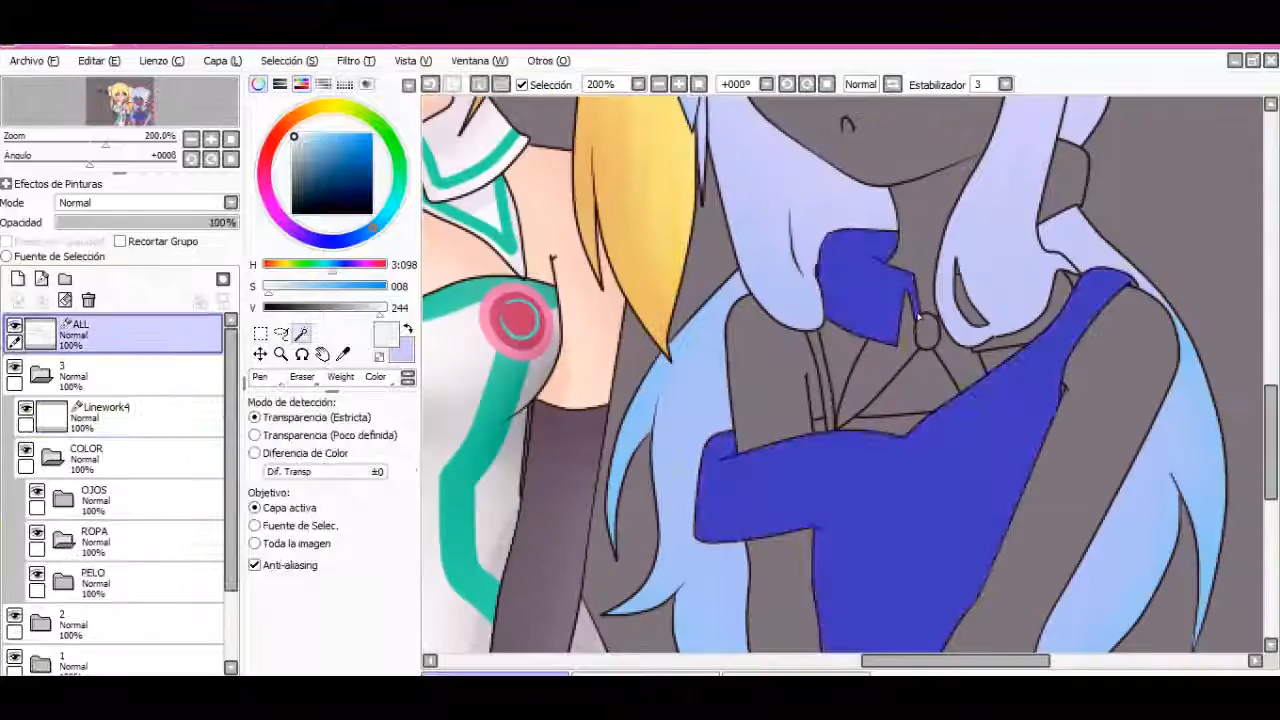 Archivo (F) Editar (E) Lienzo (C) Capa (L) Selección (S) Filtro (T) Vista (V) Ventana (W) Otros (O)
Selección 200% +000º Normal Estabilizador 3
Zoom 200.0%
Ángulo +000θ
Efectos de Pinturas
Mode Normal
Opacidad 100%
Recortar Grupo
Fuente de Selección
ALL
Normal
100%
3
Normal
100%
Linework4
Normal
100%
COLOR
Normal
100%
OJOS
Normal
100%
ROPA
Normal
100%
PELO
Normal
100%
2
Normal
100%
1
Normal
H 3:098
S 008
V 244
Pen Eraser Weight Color
Modo de detección:
Transparencia (Estricta)
Transparencia (Poco definida)
Diferencia de Color
Dif. Transp ±0
Objetivo:
Capa activa
Fuente de Selec.
Toda la imagen
Anti-aliasing